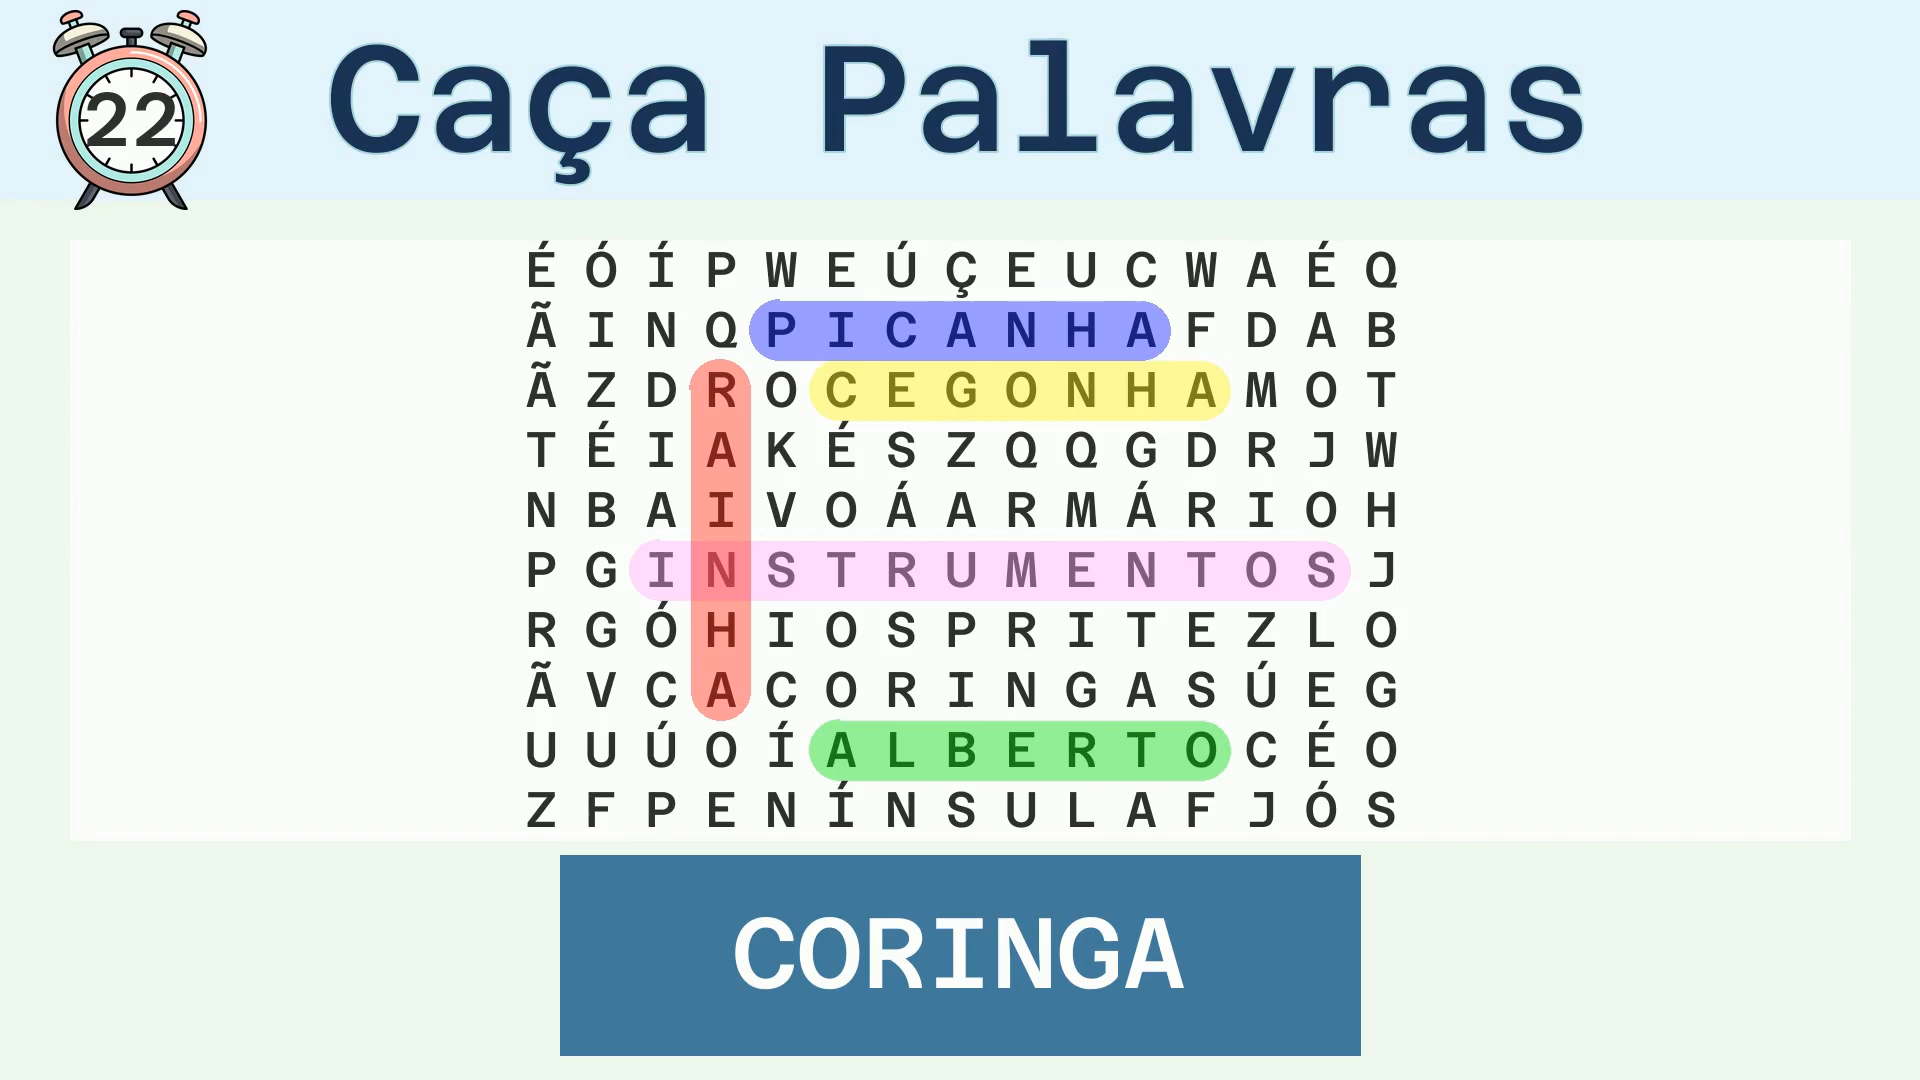 22
Caça Palavras
É Ó Í P W E Ú Ç E U C W A É Q
Ã I N Q P I C A N H A F D A B
Ã Z D R O C E G O N H A M O T
T É I A K É S Z Q Q G D R J W
N B A I V O Á A R M Á R I O H
P G I N S T R U M E N T O S J
R G Ó H I O S P R I T E Z L O
Ã V C A C O R I N G A S Ú E G
U U Ú O Í A L B E R T O C É O
Z F P E N Í N S U L A F J Ó S
CORINGA